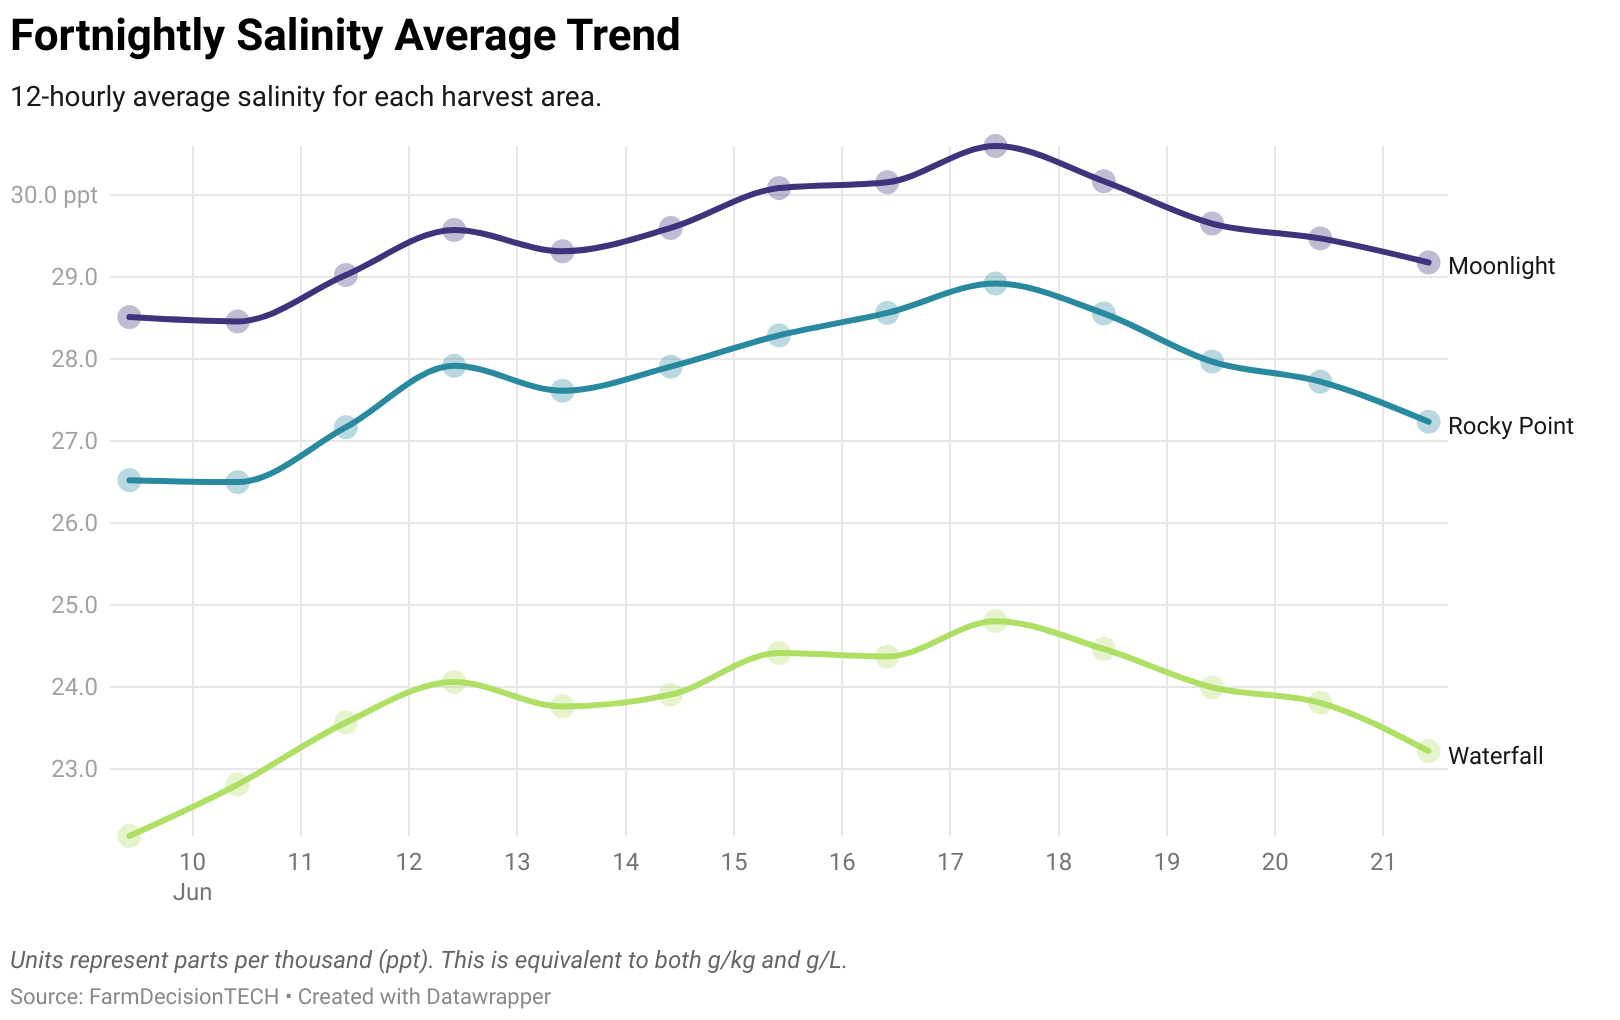 Fortnightly Salinity Average Trend
12-hourly average salinity for each harvest area.
30.0 ppt
29.0
28.0
27.0
26.0
25.0
24.0
23.0
Moonlight
Rocky Point
Waterfall
10 11 12 13 14 15 16 17 18 19 20 21
Jun
Units represent parts per thousand (ppt). This is equivalent to both g/kg and g/L.
Source: FarmDecisionTECH • Created with Datawrapper